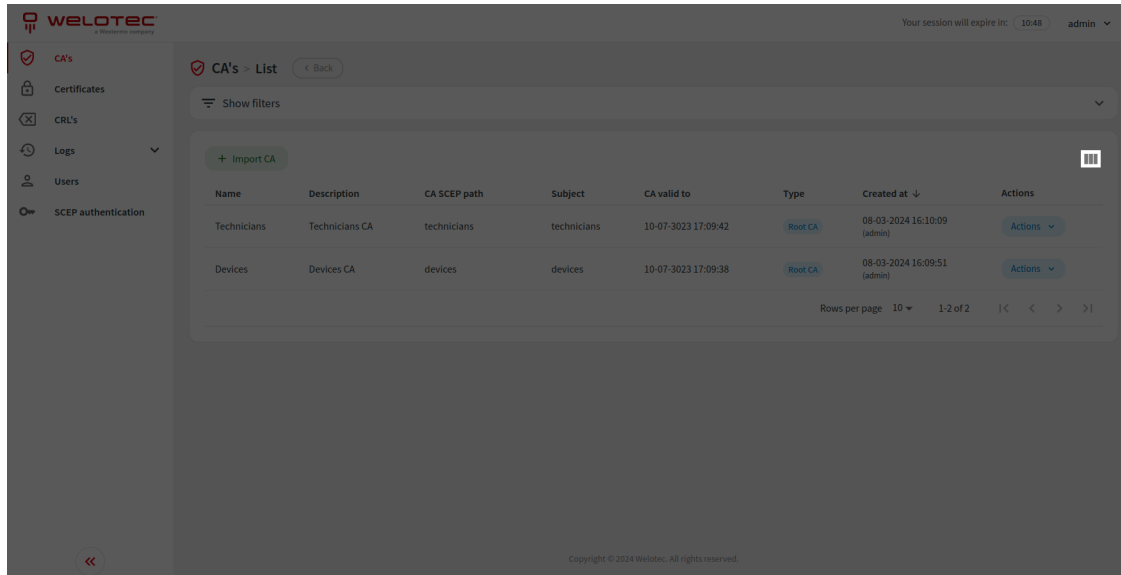 WELOTEC
a Westermo company
Your session will expire in: 10:48 admin
CA's
Certificates
CRL's
Logs
Users
SCEP authentication
CA's > List < Back
Show filters
+ Import CA
Name Description CA SCEP path Subject CA valid to Type Created at ↓ Actions
Technicians Technicians CA technicians technicians 10-07-3023 17:09:42 Root CA 08-03-2024 16:10:09 Actions
(admin)
Devices Devices CA devices devices 10-07-3023 17:09:38 Root CA 08-03-2024 16:09:51 Actions
(admin)
Rows per page 10 1-2 of 2
Copyright © 2024 Welotec. All rights reserved.